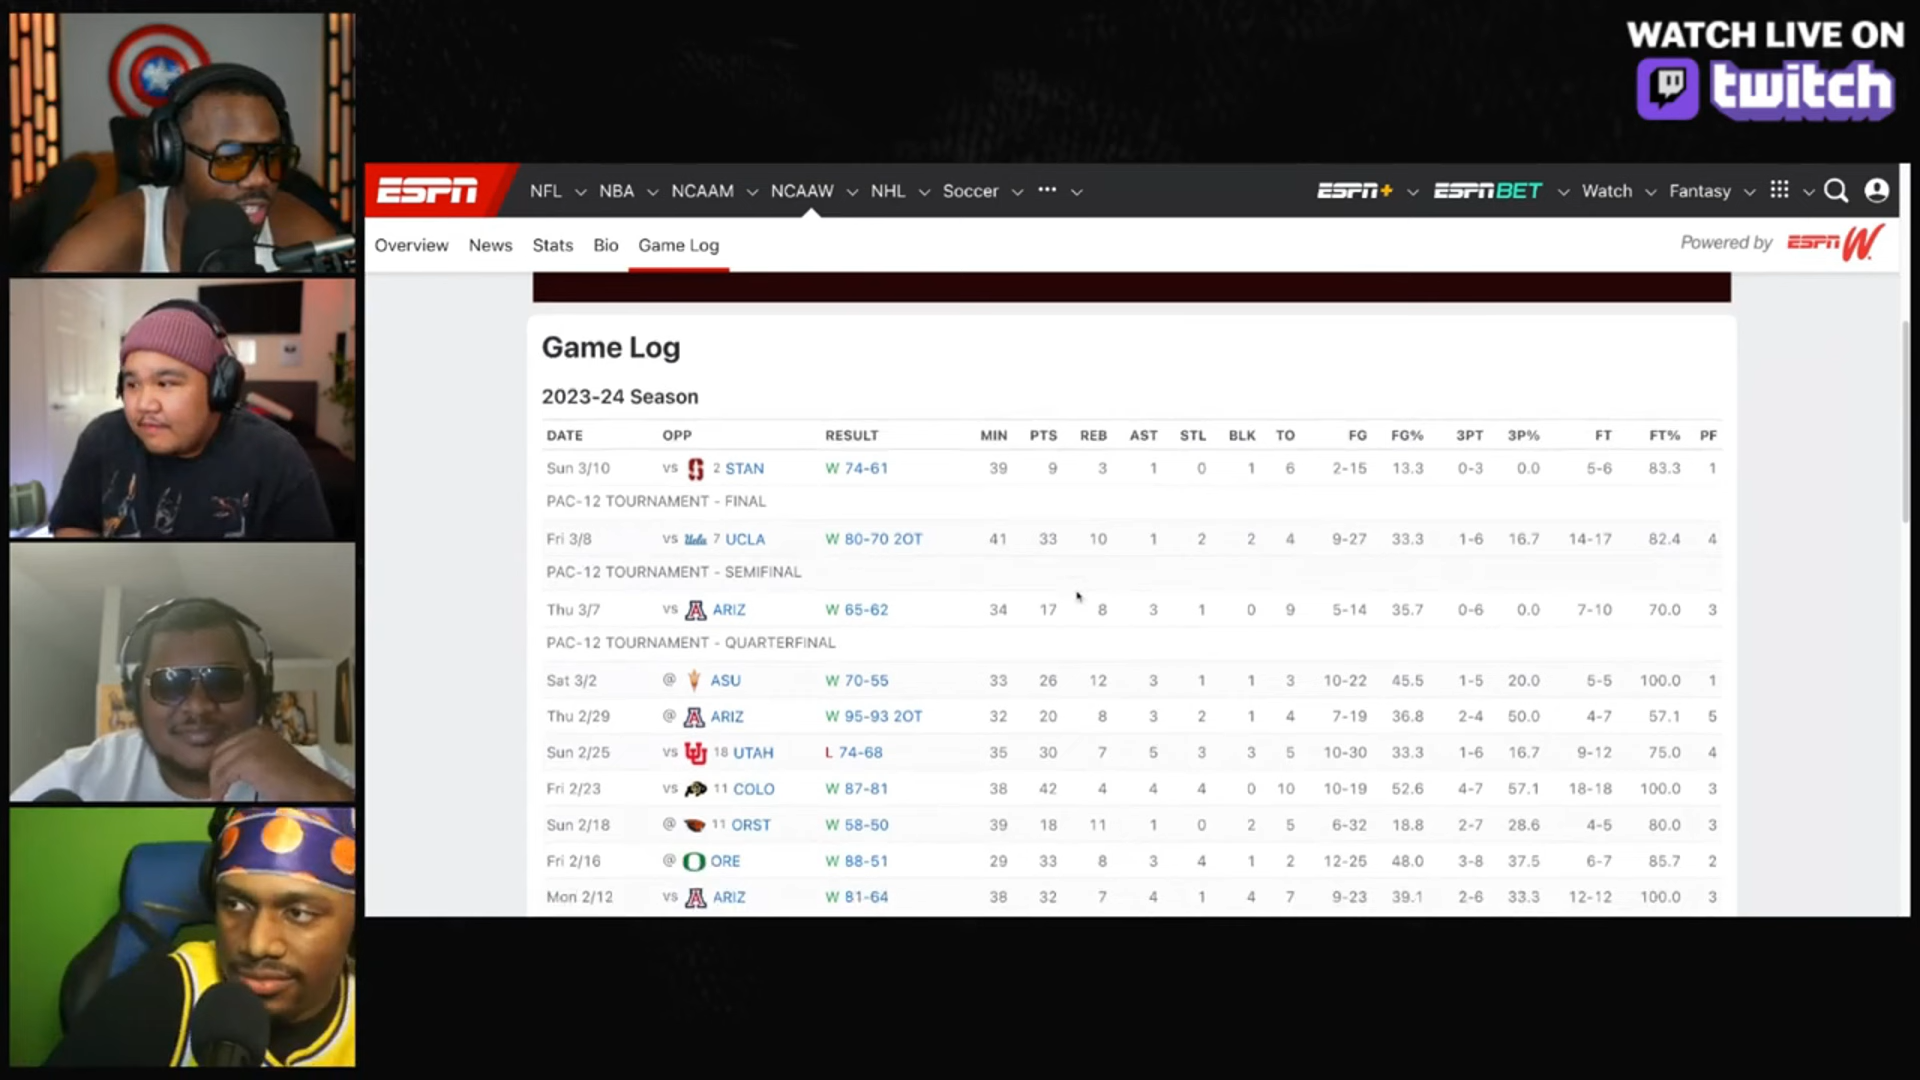 WATCH LIVE ON
twitch
ESPN NFL NBA NCAAM NCAAW NHL Soccer ... ESPN+ ESPN BET Watch Fantasy
Overview News Stats Bio Game Log Powered by ESPN W
Game Log
2023-24 Season
DATE OPP RESULT MIN PTS REB AST STL BLK TO FG FG% 3PT 3P% FT FT% PF
Sun 3/10 vs 2 STAN W 74-61 39 9 3 1 0 1 6 2-15 13.3 0-3 0.0 5-6 83.3 1
PAC-12 TOURNAMENT - FINAL
Fri 3/8 vs Ucla 7 UCLA W 80-70 2OT 41 33 10 1 2 2 4 9-27 33.3 1-6 16.7 14-17 82.4 4
PAC-12 TOURNAMENT - SEMIFINAL
Thu 3/7 vs A ARIZ W 65-62 34 17 8 3 1 0 9 5-14 35.7 0-6 0.0 7-10 70.0 3
PAC-12 TOURNAMENT - QUARTERFINAL
Sat 3/2 @ ASU W 70-55 33 26 12 3 1 1 3 10-22 45.5 1-5 20.0 5-5 100.0 1
Thu 2/29 @ A ARIZ W 95-93 2OT 32 20 8 3 2 1 4 7-19 36.8 2-4 50.0 4-7 57.1 5
Sun 2/25 vs U 18 UTAH L 74-68 35 30 7 5 3 3 5 10-30 33.3 1-6 16.7 9-12 75.0 4
Fri 2/23 vs 11 COLO W 87-81 38 42 4 4 4 0 10 10-19 52.6 4-7 57.1 18-18 100.0 3
Sun 2/18 @ 11 ORST W 58-50 39 18 11 1 0 2 5 6-32 18.8 2-7 28.6 4-5 80.0 3
Fri 2/16 @ O ORE W 88-51 29 33 8 3 4 1 2 12-25 48.0 3-8 37.5 6-7 85.7 2
Mon 2/12 vs A ARIZ W 81-64 38 32 7 4 1 4 7 9-23 39.1 2-6 33.3 12-12 100.0 3